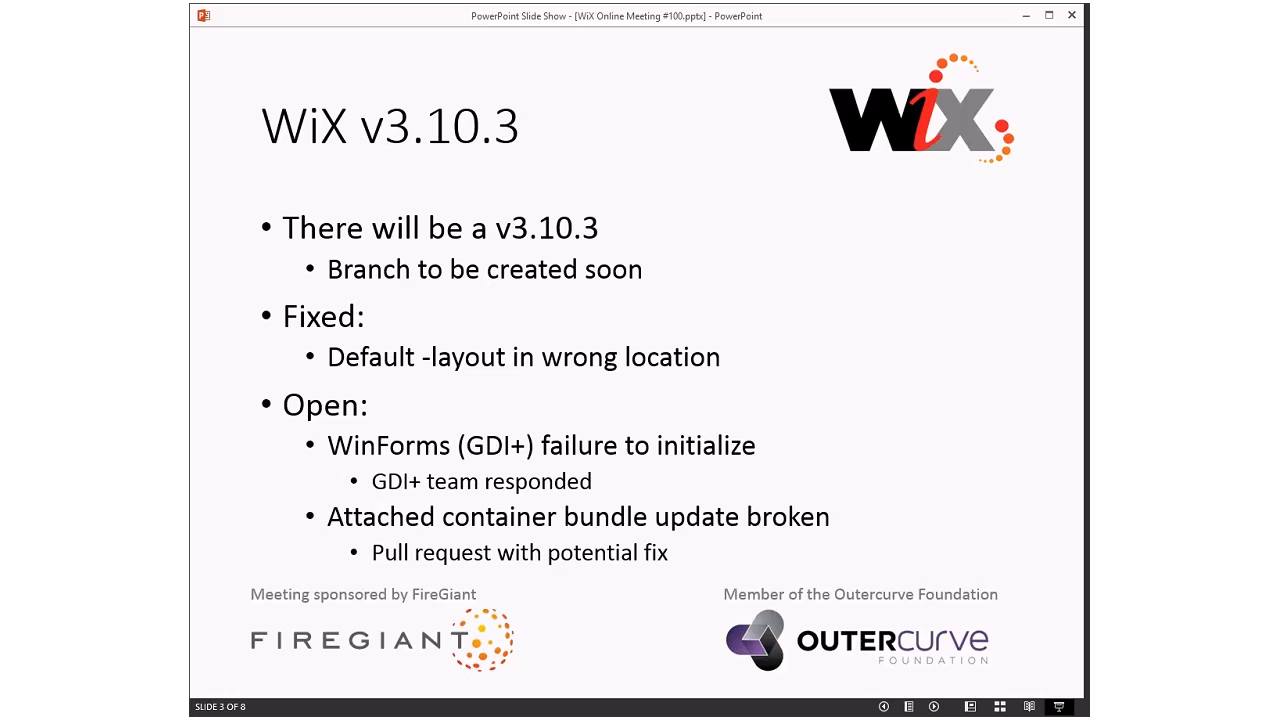 PowerPoint Slide Show - [WiX Online Meeting #100.pptx] - PowerPoint
WiX
WiX v3.10.3
• There will be a v3.10.3
• Branch to be created soon
• Fixed:
• Default -layout in wrong location
• Open:
• WinForms (GDI+) failure to initialize
• GDI+ team responded
• Attached container bundle update broken
• Pull request with potential fix
Meeting sponsored by FireGiant
FIREGIANT
Member of the Outercurve Foundation
OUTERCURVE
FOUNDATION
SLIDE 3 OF 8